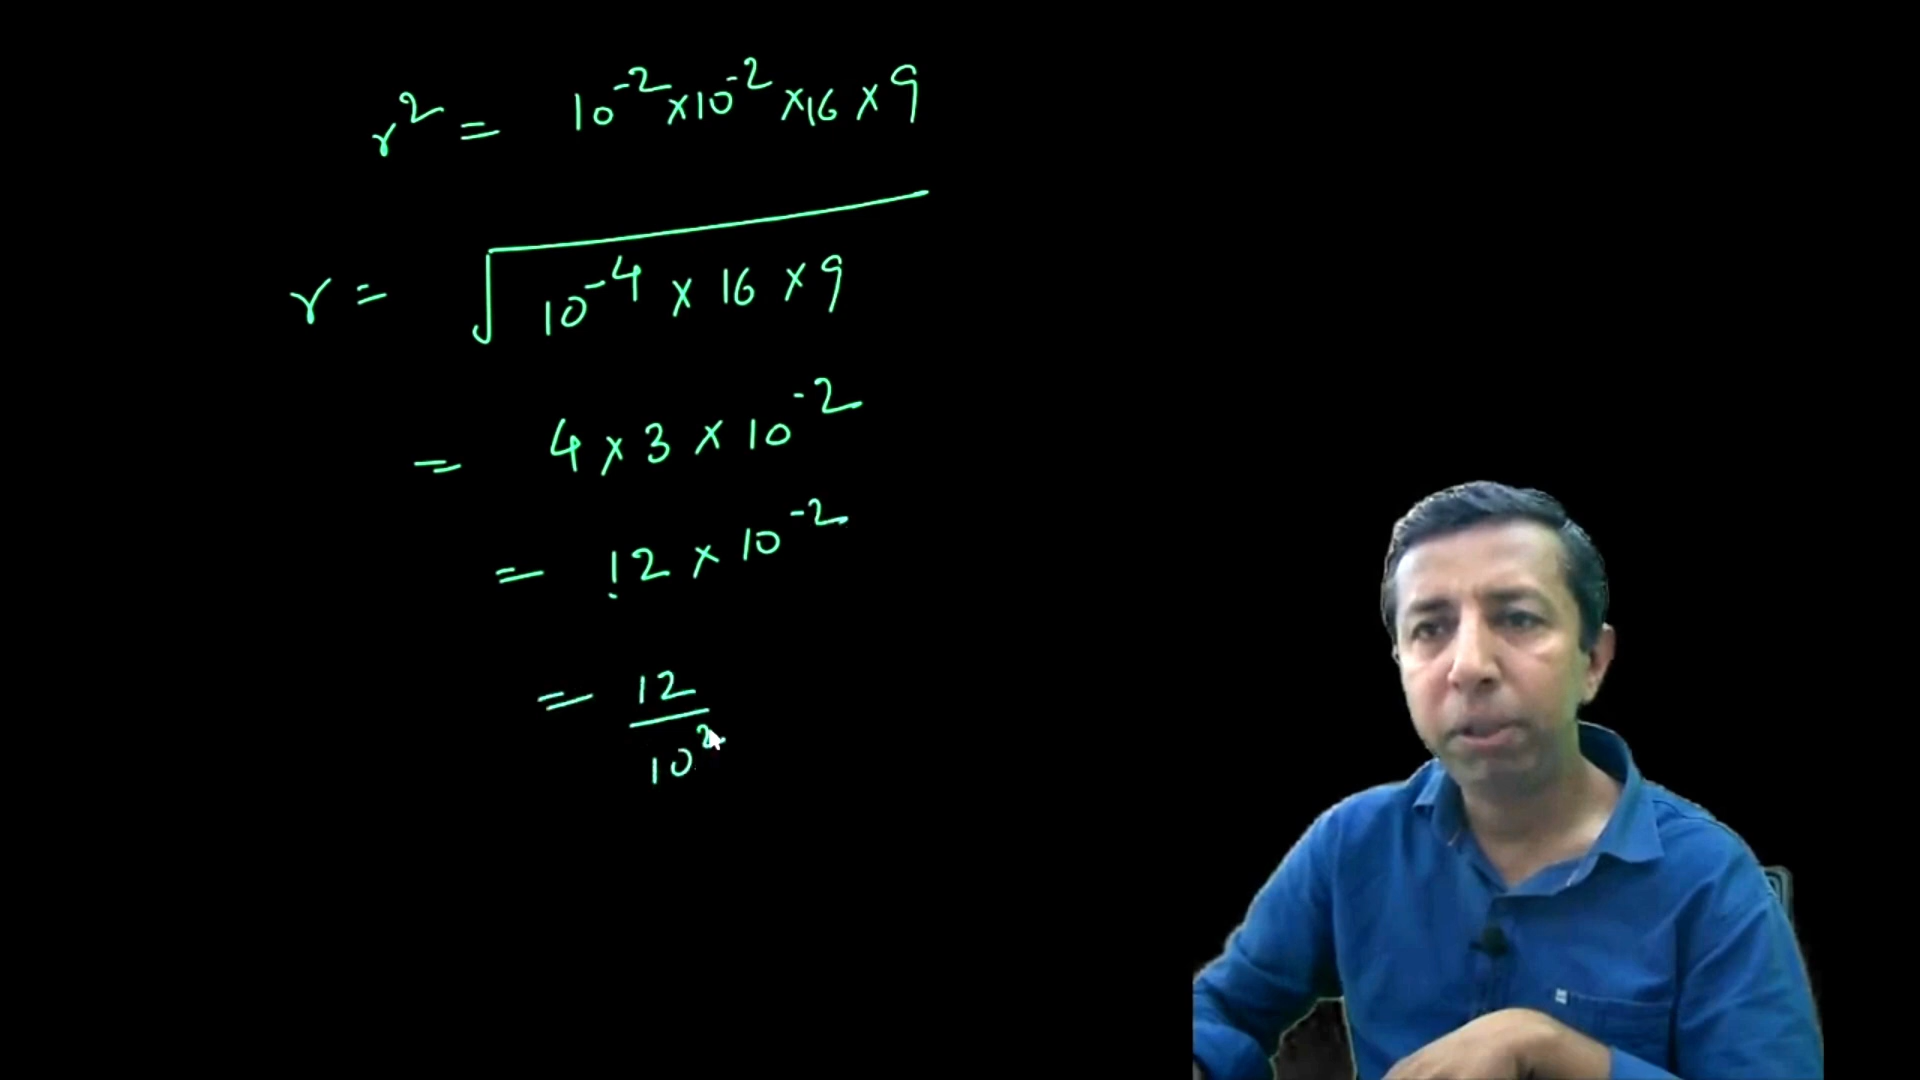 r² = 10⁻² × 10⁻² × 16 × 9
r = √(10⁻⁴ × 16 × 9)
= 4 × 3 × 10⁻²
= 12 × 10⁻²
= 12/10²